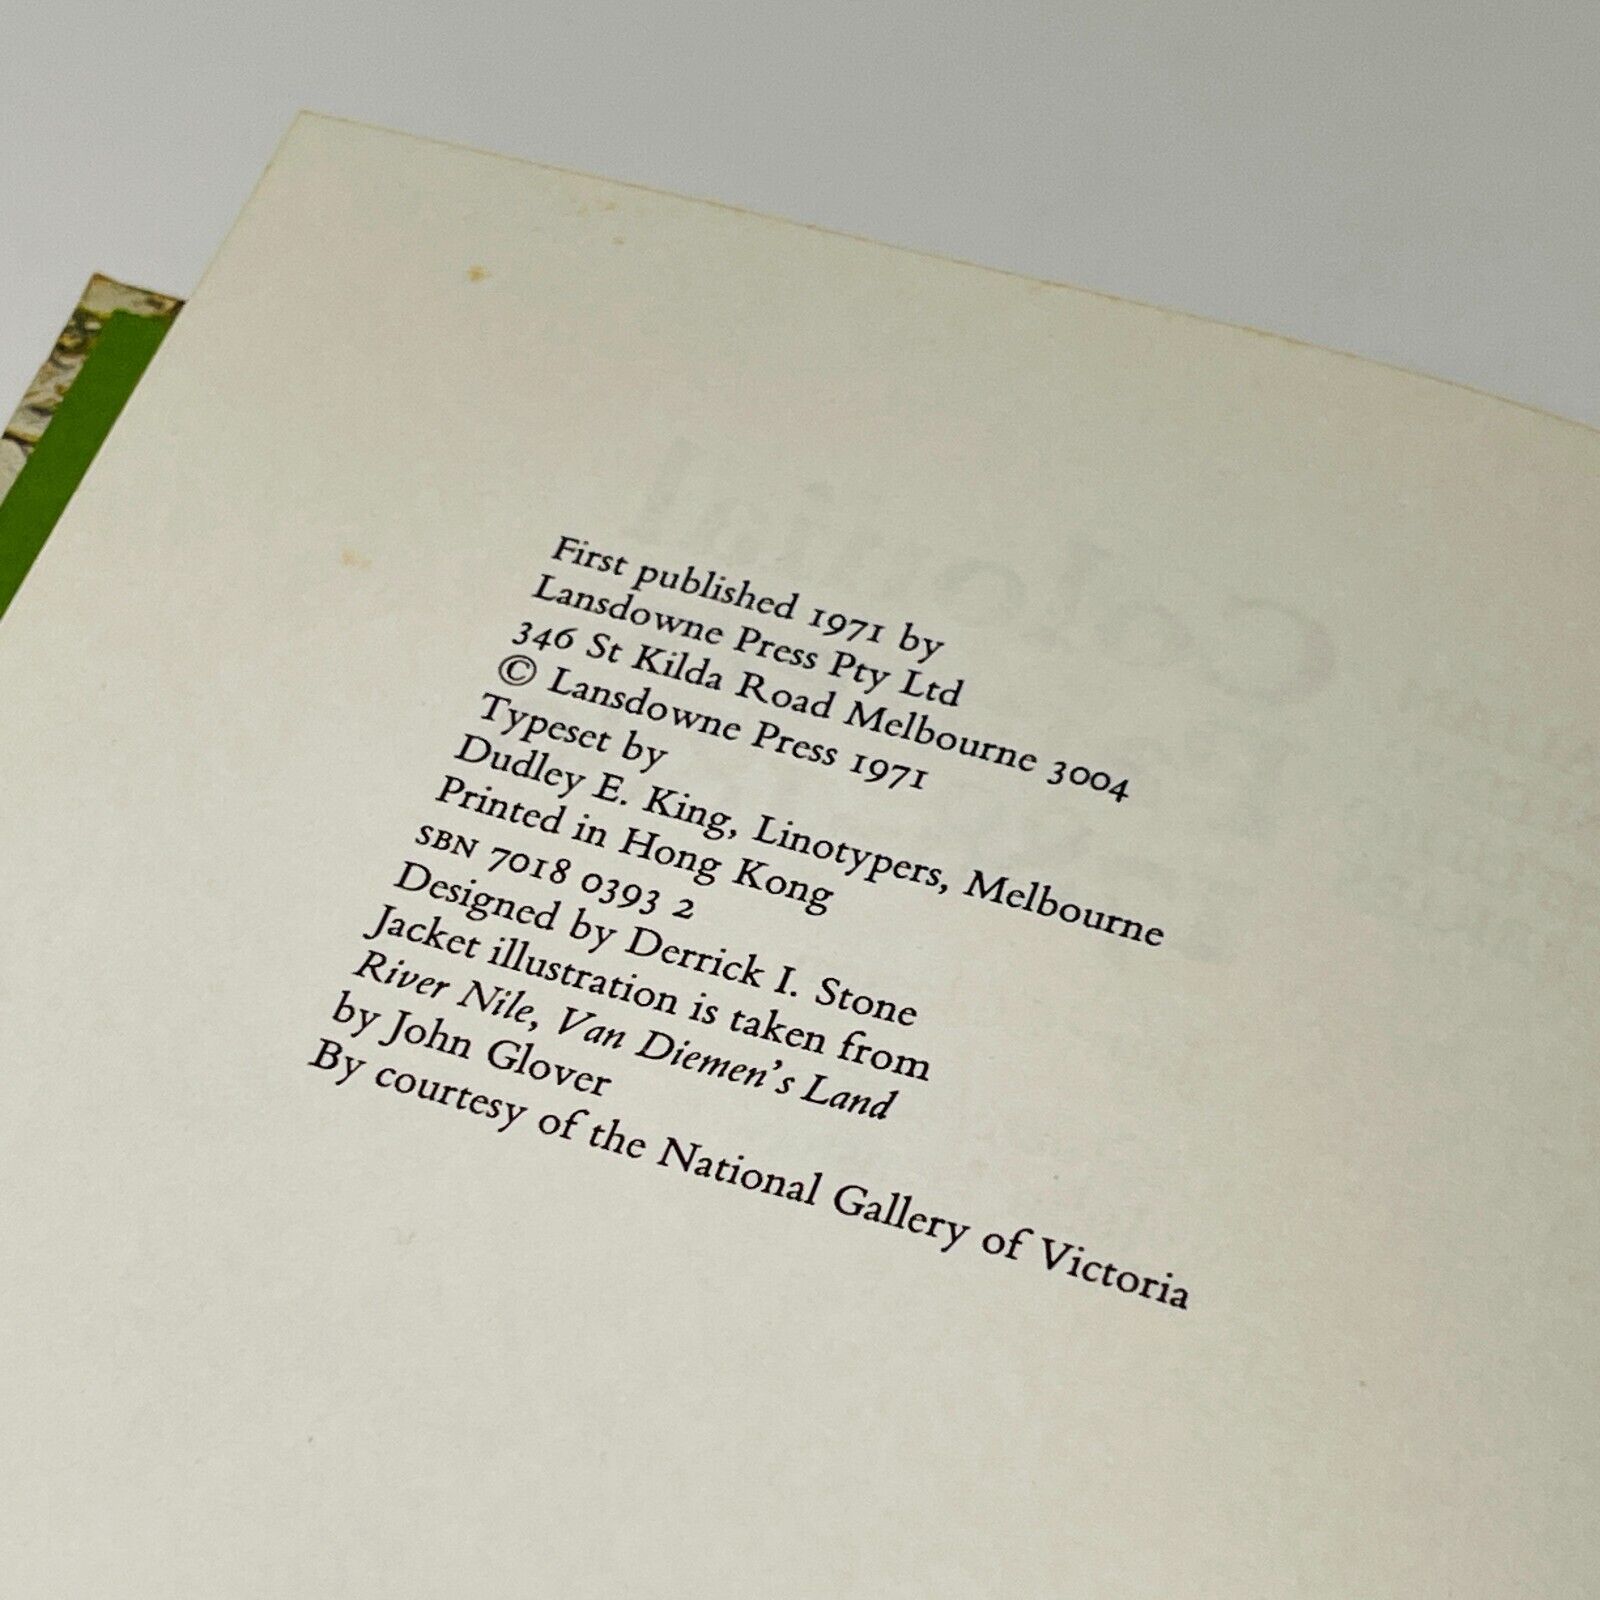 First published 1971 by
Lansdowne Press Pty Ltd
346 St Kilda Road Melbourne 3004
© Lansdowne Press 1971
Typeset by
Dudley E. King, Linotypers, Melbourne
Printed in Hong Kong
SBN 7018 0393 2
Designed by Derrick I. Stone
Jacket illustration is taken from
River Nile, Van Diemen's Land
by John Glover
By courtesy of the National Gallery of Victoria